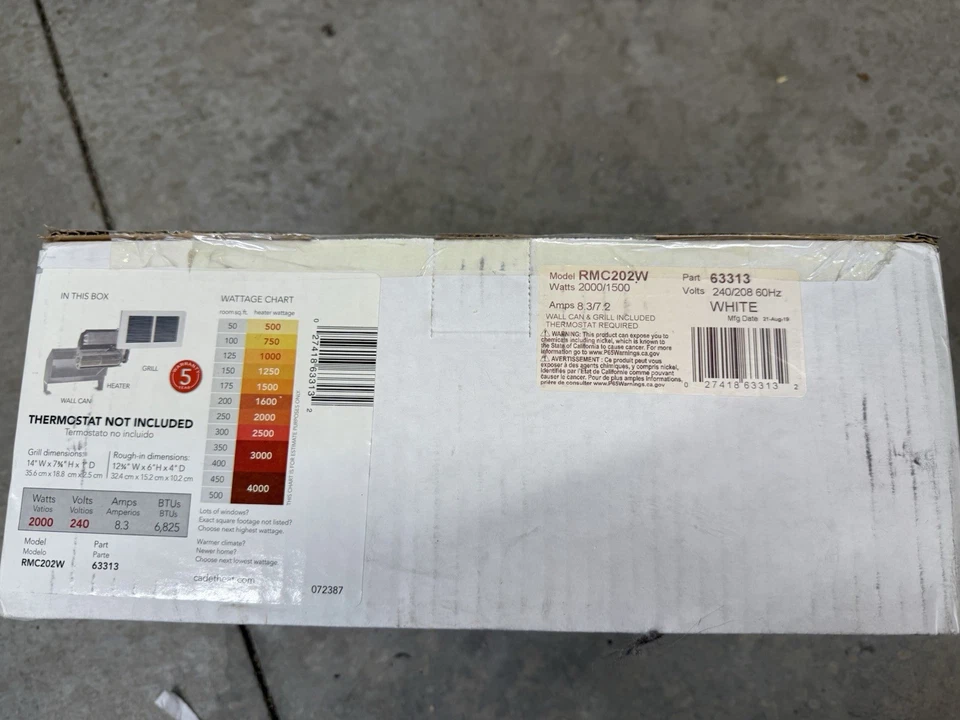 IN THIS BOX
GRILL
HEATER
WALL CAN
WARRANTY
5
THERMOSTAT NOT INCLUDED
Termostato no incluido
Grill dimensions:
14" W x 7⅜" H x 1" D
35.6 cm x 18.8 cm x 2.5 cm
Rough-in dimensions:
12¾" W x 6"H x 4" D
32.4 cm x 15.2 cm x 10.2 cm
Watts Volts Amps BTUs
Vatios Voltios Amperios BTUs
2000 240 8.3 6,825
Model Part
Modelo Parte
RMC202W 63313
WATTAGE CHART
room sq. ft. heater wattage
50 500
100 750
125 1000
150 1250
175 1500
200 1600
250 2000
300 2500
350
3000
400
450
4000
500
THIS CHART IS FOR ESTIMATE PURPOSES ONLY
Lots of windows?
Exact square footage not listed?
Choose next highest wattage.
Warmer climate?
Newer home?
Choose next lowest wattage
cadetheat.com
072387
0 27418 63313 2
Model RMC202W Part 63313
Watts 2000/1500 Volts 240/208 60Hz
Amps 8.3/7.2 WHITE
WALL CAN & GRILL INCLUDED Mfg Date 21-Aug-19
THERMOSTAT REQUIRED
WARNING: This product can expose you to
chemicals including nickel, which is known to
the State of California to cause cancer. For more
information go to www.P65Warnings.ca.gov
AVERTISSEMENT : Ce produit peut vous
exposer à des agents chimiques, y compris nickel,
identifiés par l'État de Californie comme pouvant
causer le cancer. Pour de plus amples informations,
prière de consulter www.P65Warnings.ca.gov
0 27418 63313 2